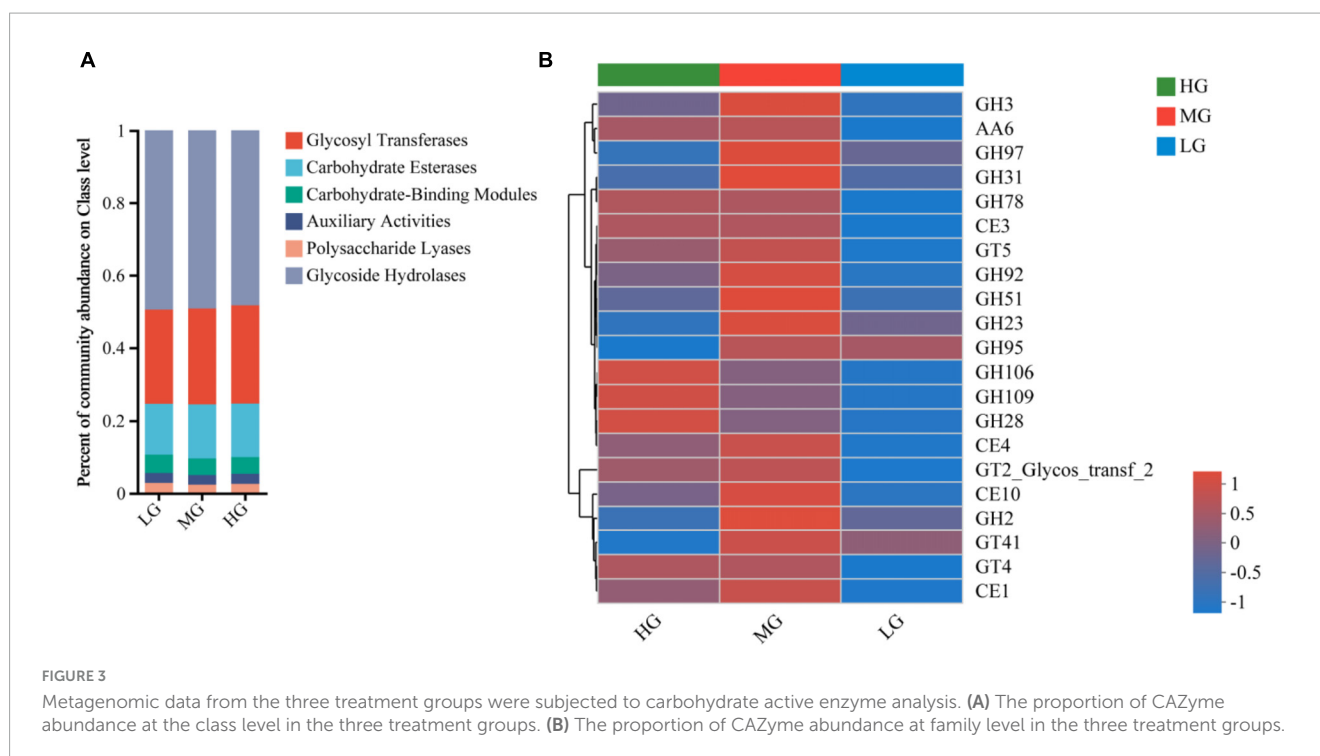 A
Percent of community abundance on Class level
1
0.8
0.6
0.4
0.2
0
LG
MG
HG
Glycosyl Transferases
Carbohydrate Esterases
Carbohydrate-Binding Modules
Auxiliary Activities
Polysaccharide Lyases
Glycoside Hydrolases
B
GH3
AA6
GH97
GH31
GH78
CE3
GT5
GH92
GH51
GH23
GH95
GH106
GH109
GH28
CE4
GT2_Glycos_transf_2
CE10
GH2
GT41
GT4
CE1
HG
MG
LG
HG
MG
LG
1
0.5
0
-0.5
-1
FIGURE 3
Metagenomic data from the three treatment groups were subjected to carbohydrate active enzyme analysis. (A) The proportion of CAZyme
abundance at the class level in the three treatment groups. (B) The proportion of CAZyme abundance at family level in the three treatment groups.